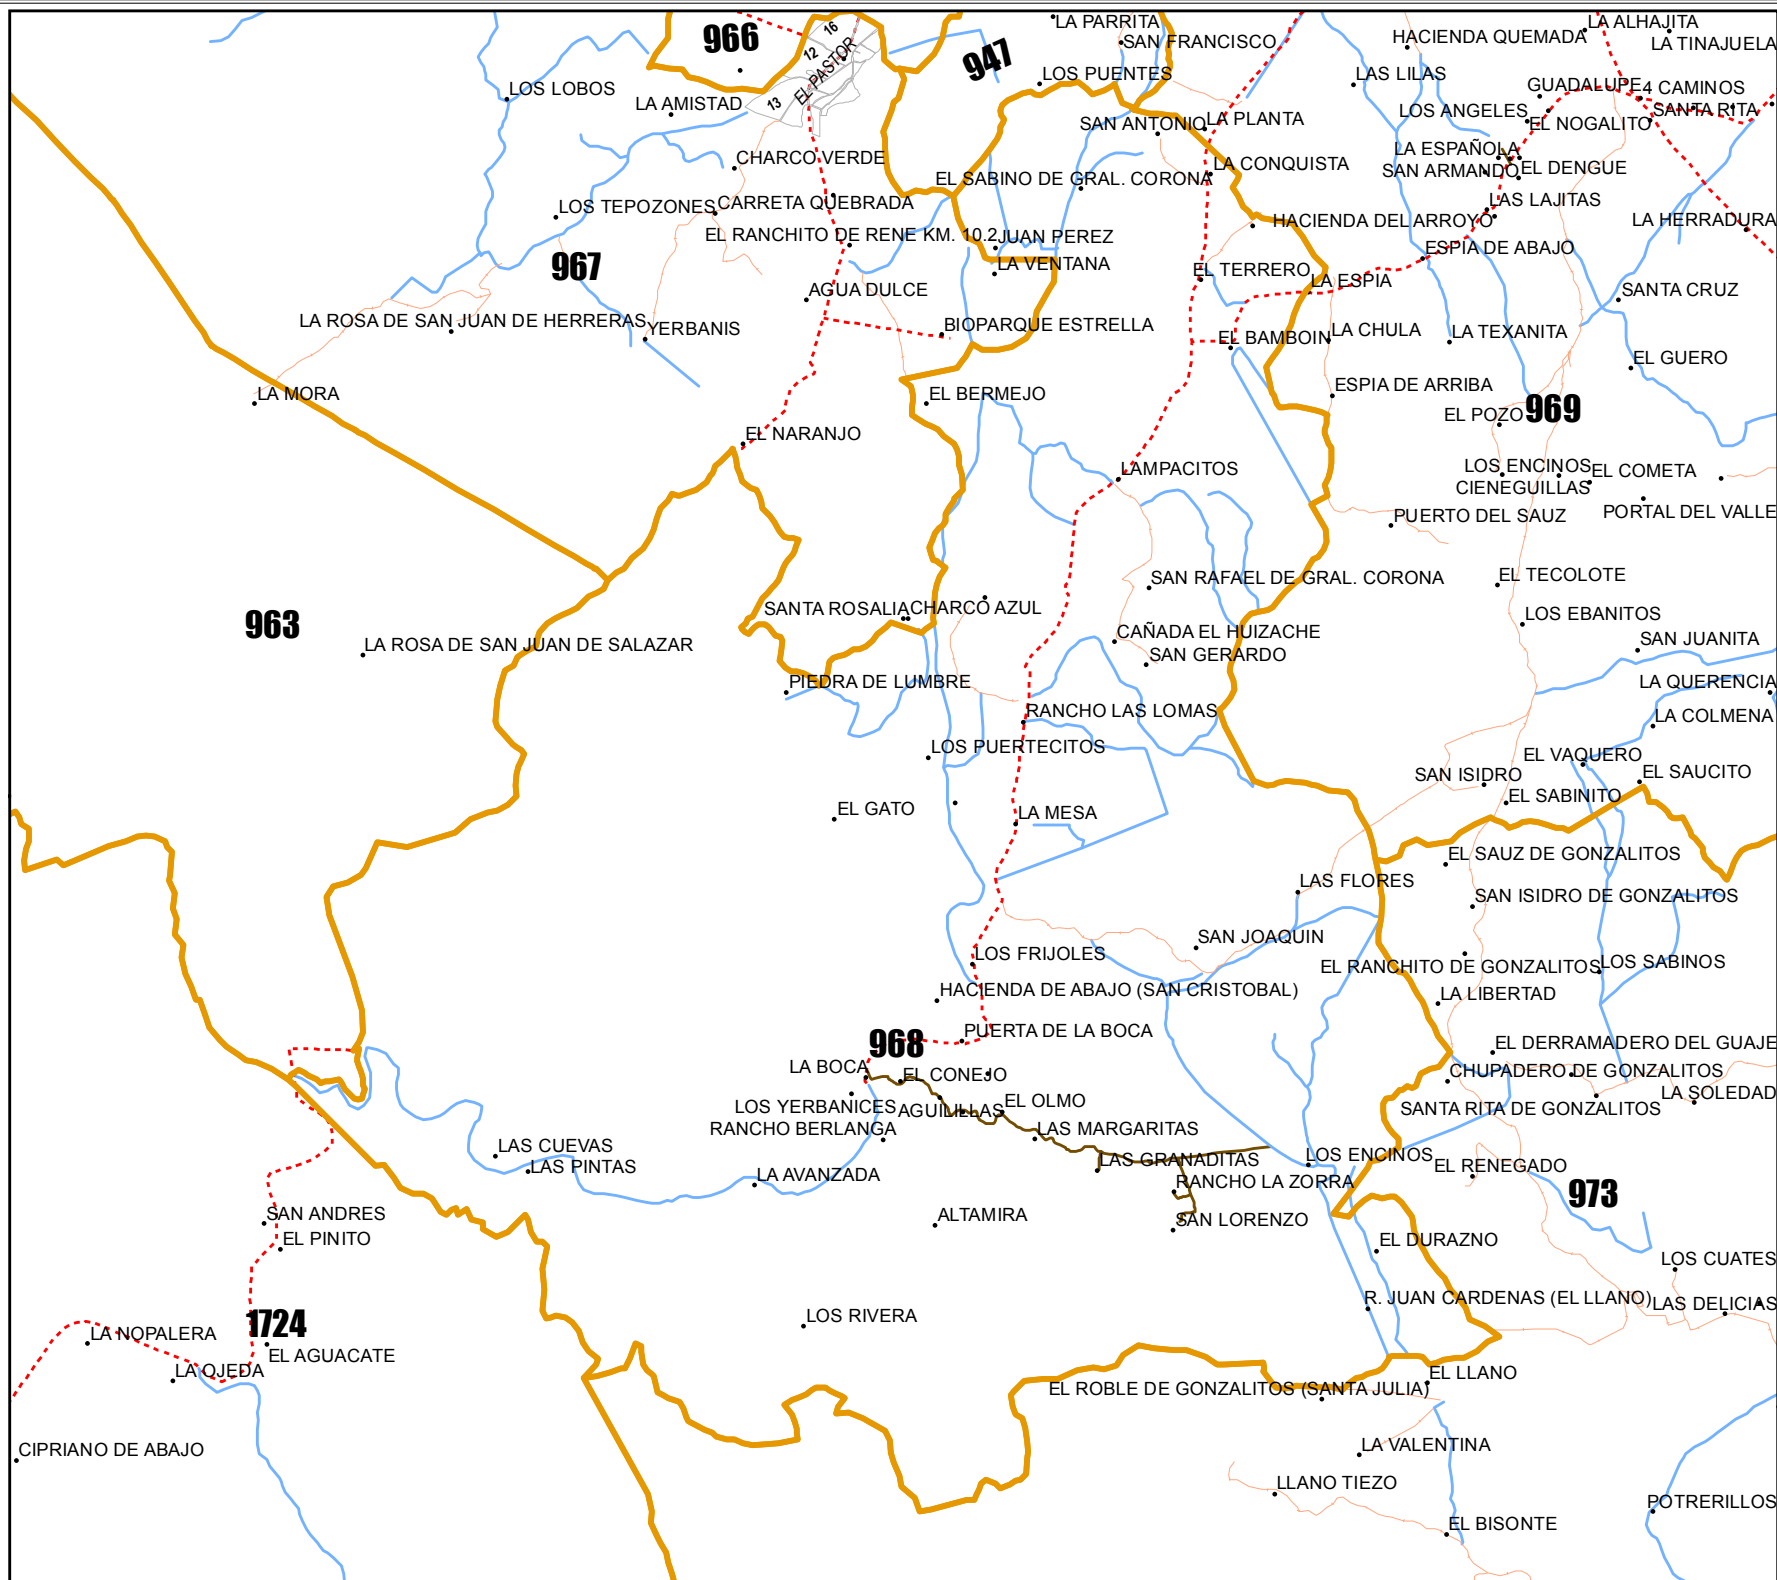 LA PARRITA
LA ALHAJITA
966
16
SAN FRANCISCO
HACIENDA QUEMADA
LA TINAJUELA
12
947
EL PASTOR
LOS PUENTES
LAS LILAS
LOS LOBOS
LA AMISTAD
13
GUADALUPE
4 CAMINOS
LOS ANGELES
SANTA RITA
SAN ANTONIO
LA PLANTA
EL NOGALITO
CHARCO VERDE
LA CONQUISTA
LA ESPAÑOLA
SAN ARMANDO
EL DENGUE
EL SABINO DE GRAL. CORONA
LOS TEPOZONES
CARRETA QUEBRADA
LAS LAJITAS
HACIENDA DEL ARROYO
LA HERRADURA
EL RANCHITO DE RENE KM. 10.2
JUAN PEREZ
ESPIA DE ABAJO
967
LA VENTANA
EL TERRERO
LA ESPIA
AGUA DULCE
SANTA CRUZ
LA ROSA DE SAN JUAN DE HERRERAS
YERBANIS
BIOPARQUE ESTRELLA
EL BAMBOIN
LA CHULA
LA TEXANITA
EL GUERO
LA MORA
EL BERMEJO
ESPIA DE ARRIBA
EL POZO
969
EL NARANJO
LAMPACITOS
LOS ENCINOS
EL COMETA
CIENEGUILLAS
PUERTO DEL SAUZ
PORTAL DEL VALLE
SAN RAFAEL DE GRAL. CORONA
EL TECOLOTE
963
SANTA ROSALIA
CHARCO AZUL
LOS EBANITOS
LA ROSA DE SAN JUAN DE SALAZAR
CAÑADA EL HUIZACHE
SAN JUANITA
SAN GERARDO
PIEDRA DE LUMBRE
LA QUERENCIA
RANCHO LAS LOMAS
LA COLMENA
LOS PUERTECITOS
EL VAQUERO
SAN ISIDRO
EL SAUCITO
EL GATO
LA MESA
EL SABINITO
EL SAUZ DE GONZALITOS
LAS FLORES
SAN ISIDRO DE GONZALITOS
SAN JOAQUIN
LOS FRIJOLES
EL RANCHITO DE GONZALITOS
LOS SABINOS
HACIENDA DE ABAJO (SAN CRISTOBAL)
LA LIBERTAD
968
PUERTA DE LA BOCA
EL DERRAMADERO DEL GUAJE
LA BOCA
EL CONEJO
CHUPADERO DE GONZALITOS
LA SOLEDAD
LOS YERBANICES
AGUILILLAS
EL OLMO
SANTA RITA DE GONZALITOS
RANCHO BERLANGA
LAS MARGARITAS
LAS CUEVAS
LAS PINTAS
LAS GRANADITAS
LOS ENCINOS
EL RENEGADO
LA AVANZADA
RANCHO LA ZORRA
973
SAN ANDRES
ALTAMIRA
SAN LORENZO
EL PINITO
EL DURAZNO
LOS CUATES
R. JUAN CARDENAS (EL LLANO)
LAS DELICIAS
1724
LOS RIVERA
LA NOPALERA
EL AGUACATE
LA OJEDA
EL LLANO
EL ROBLE DE GONZALITOS (SANTA JULIA)
CIPRIANO DE ABAJO
LA VALENTINA
LLANO TIEZO
POTRERILLOS
EL BISONTE